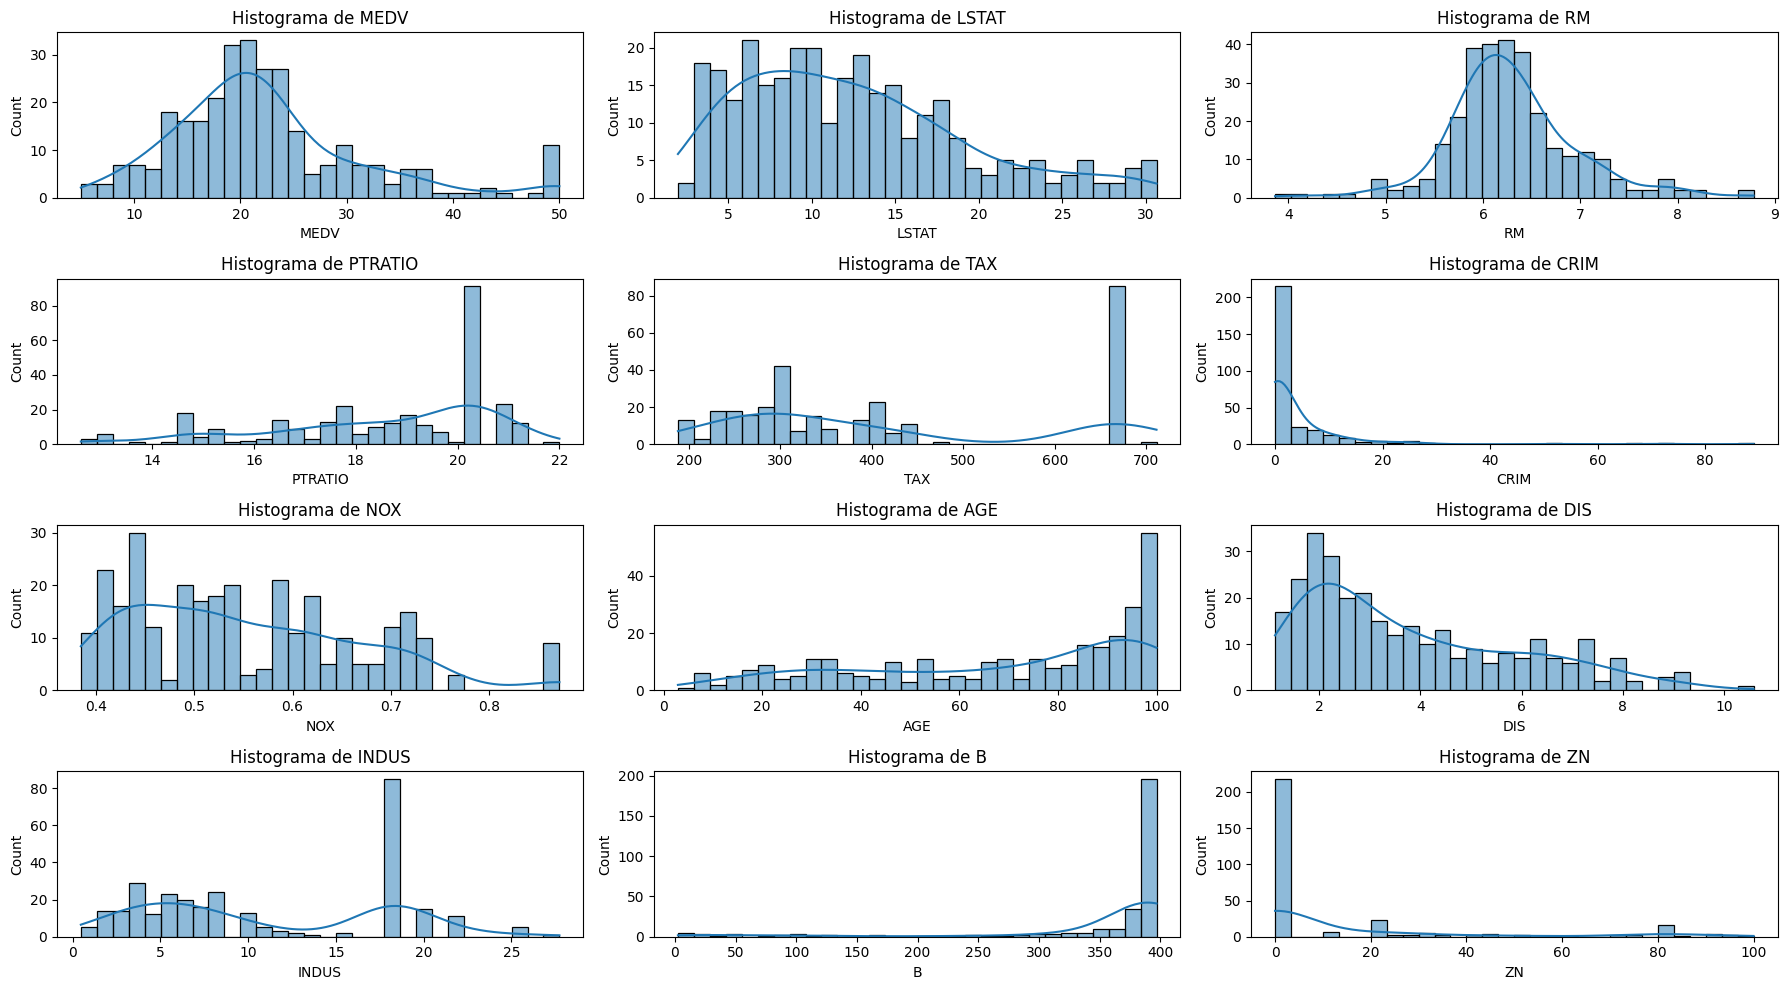 Histograma de MEDV
Count
30
20
10
0
10 20 30 40 50
MEDV
Histograma de LSTAT
Count
20
15
10
5
0
5 10 15 20 25 30
LSTAT
Histograma de RM
Count
40
30
20
10
0
4 5 6 7 8 9
RM
Histograma de PTRATIO
Count
80
60
40
20
0
14 16 18 20 22
PTRATIO
Histograma de TAX
Count
80
60
40
20
0
200 300 400 500 600 700
TAX
Histograma de CRIM
Count
200
150
100
50
0
0 20 40 60 80
CRIM
Histograma de NOX
Count
30
20
10
0
0.4 0.5 0.6 0.7 0.8
NOX
Histograma de AGE
Count
40
20
0
0 20 40 60 80 100
AGE
Histograma de DIS
Count
30
20
10
0
2 4 6 8 10
DIS
Histograma de INDUS
Count
80
60
40
20
0
0 5 10 15 20 25
INDUS
Histograma de B
Count
200
150
100
50
0
0 50 100 150 200 250 300 350 400
B
Histograma de ZN
Count
200
150
100
50
0
0 20 40 60 80 100
ZN